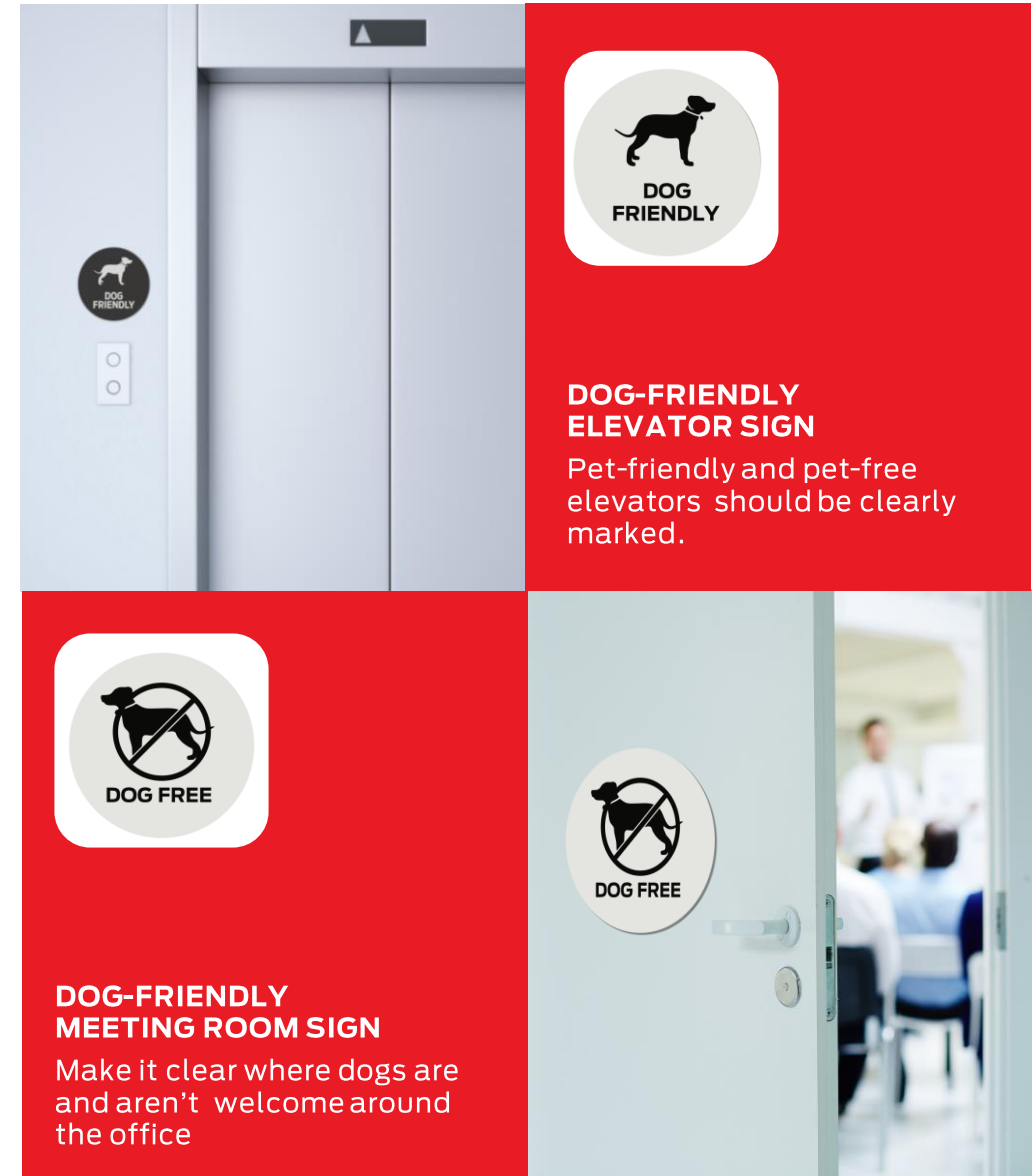 DOG
FRIENDLY
DOG
FRIENDLY
DOG-FRIENDLY
ELEVATOR SIGN
Pet-friendly and pet-free
elevators should be clearly
marked.
DOG FREE
DOG-FRIENDLY
MEETING ROOM SIGN
Make it clear where dogs are
and aren't welcome around
the office
DOG FREE